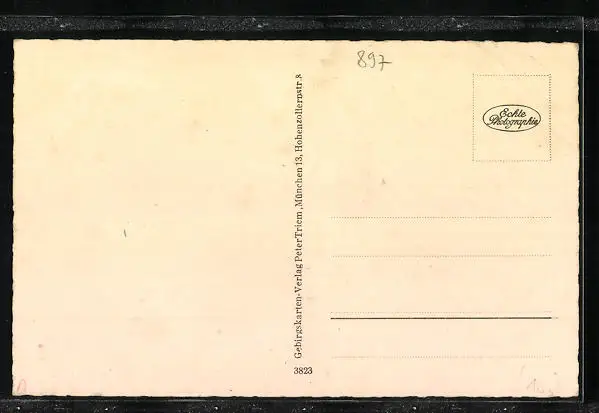 897
Echte
Photographie
Gebirgskarten-Verlag Peter Triem, München 13, Hohenzollernstr. 8
3823